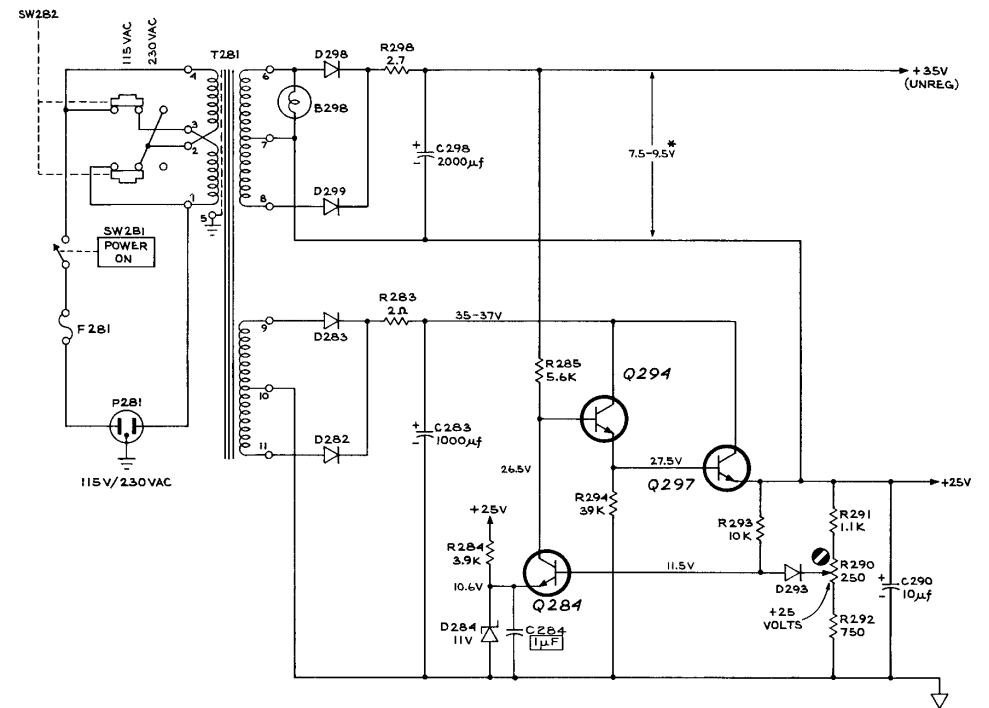 SW282
115 VAC
230 VAC
T281
D298
R298
2.7
+35V
(UNREG)
4
6
B298
3
2
7
+
C298
-
2000µf
7.5-9.5V*
1
8
D299
5
SW281
POWER
ON
F281
R283
2Ω
35-37V
9
D283
R285
5.6K
Q294
10
P281
+
C283
-
1000µf
11
D282
115V/230VAC
26.5V
27.5V
Q297
+25V
R294
39K
+25V
R293
10K
R291
1.1K
R284
3.9K
11.5V
R290
250
10.6V
D293
+
C290
-
10µf
Q284
+25
VOLTS
D284
11V
C284
1µF
R292
750